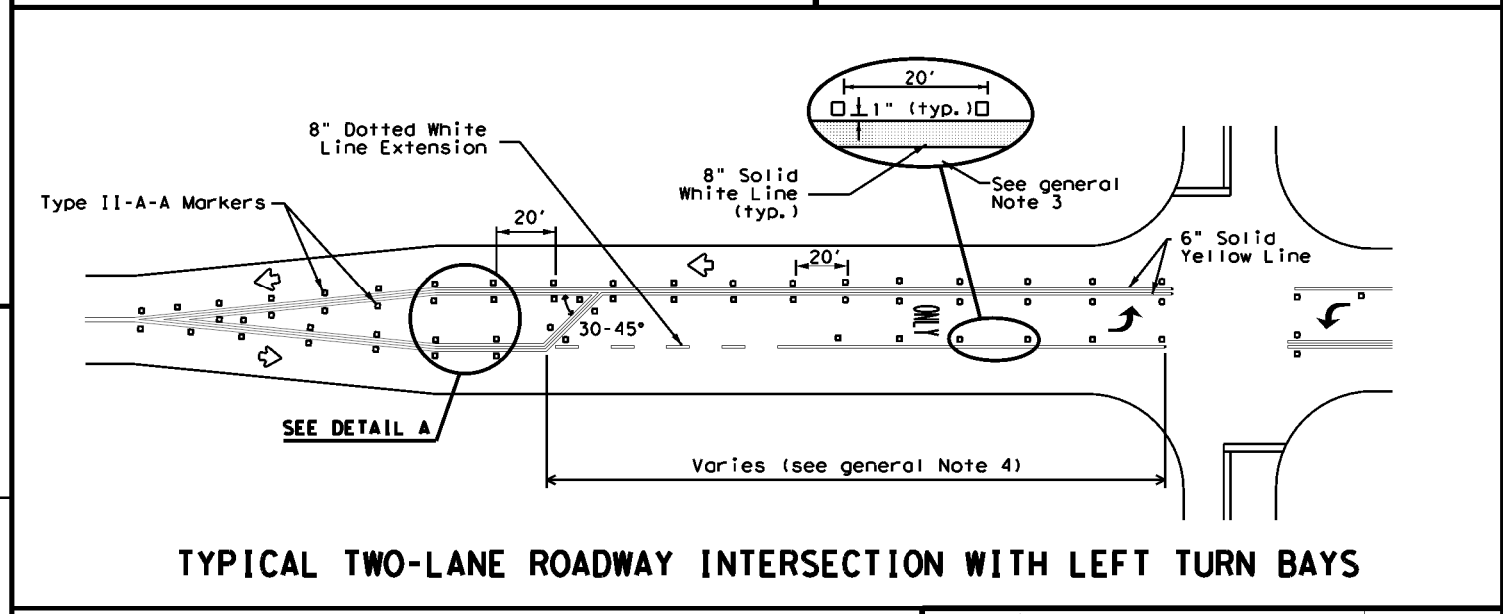 20'
1" (typ.)
8" Dotted White
Line Extension
8" Solid
White Line
(typ.)
See general
Note 3
Type II-A-A Markers
20'
6" Solid
Yellow Line
20'
ONLY
30-45°
SEE DETAIL A
Varies (see general Note 4)
TYPICAL TWO-LANE ROADWAY INTERSECTION WITH LEFT TURN BAYS